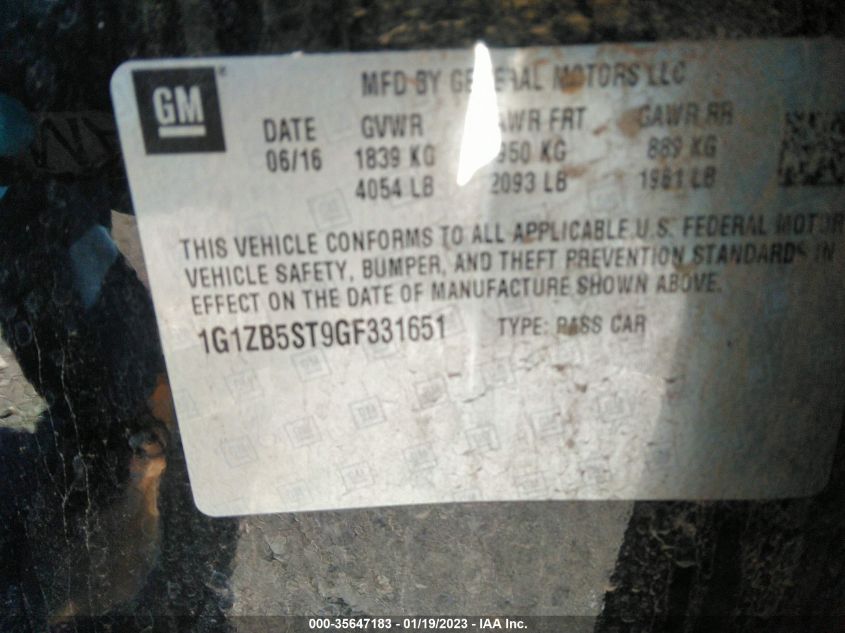 GM
MFD BY GENERAL MOTORS LLC
DATE GVWR GAWR FRT GAWR RR
06/16 1839 KG 950 KG 889 KG
4054 LB 2093 LB 1961 LB
THIS VEHICLE CONFORMS TO ALL APPLICABLE U.S. FEDERAL MOTOR
VEHICLE SAFETY, BUMPER, AND THEFT PREVENTION STANDARDS IN
EFFECT ON THE DATE OF MANUFACTURE SHOWN ABOVE.
1G1ZB5ST9GF331651 TYPE: PASS CAR
000-35647183 - 01/19/2023 - IAA Inc.